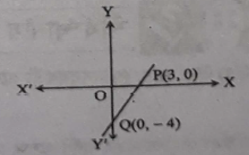 Y
P(3, 0)
X' O X
Q(0, −4)
Y'